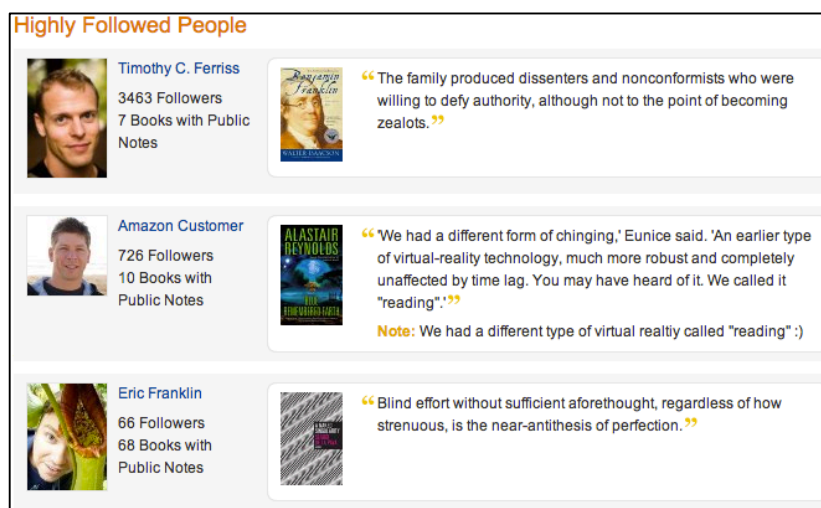 Highly Followed People
Timothy C. Ferriss
3463 Followers
7 Books with Public
Notes
Benjamin
Franklin
WALTER ISAACSON
“The family produced dissenters and nonconformists who were
willing to defy authority, although not to the point of becoming
zealots.”
Amazon Customer
726 Followers
10 Books with
Public Notes
ALASTAIR
REYNOLDS
BLUE
REMEMBERED EARTH
“'We had a different form of chinging,' Eunice said. 'An earlier type
of virtual-reality technology, much more robust and completely
unaffected by time lag. You may have heard of it. We called it
"reading".'”
Note: We had a different type of virtual realtiy called "reading" :)
Eric Franklin
66 Followers
68 Books with
Public Notes
“Blind effort without sufficient aforethought, regardless of how
strenuous, is the near-antithesis of perfection.”